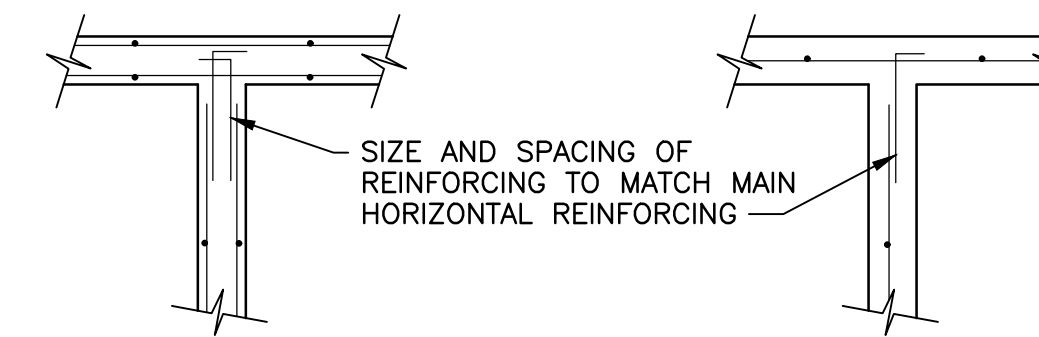 SIZE AND SPACING OF
REINFORCING TO MATCH MAIN
HORIZONTAL REINFORCING